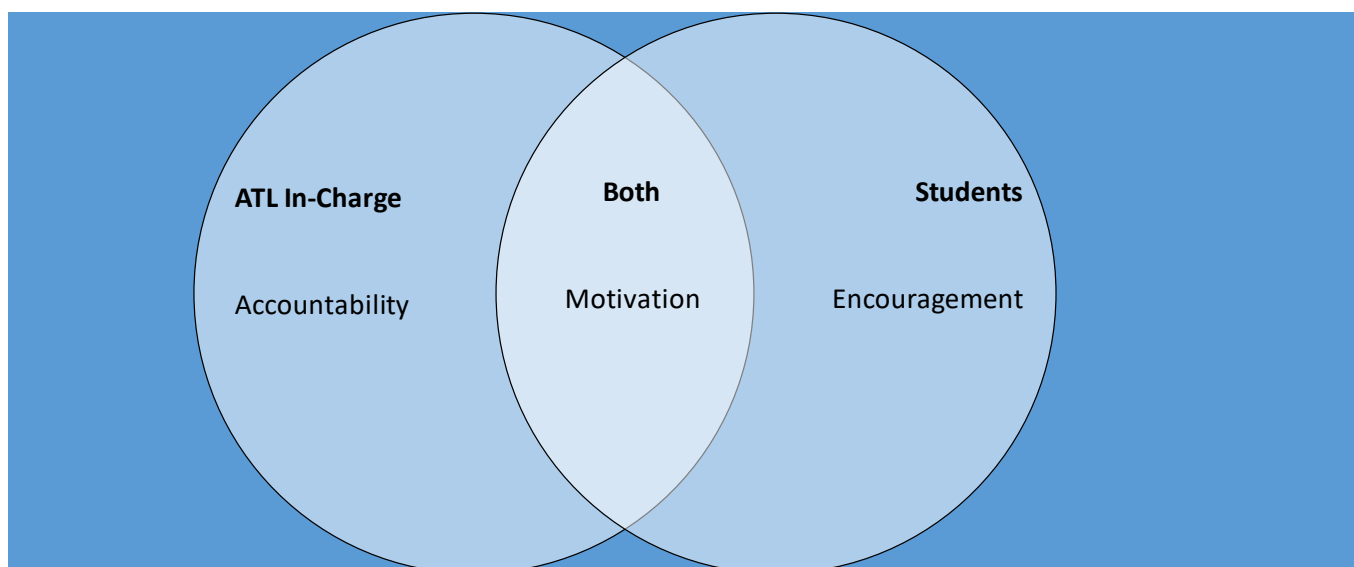 ATL In-Charge
Accountability
Both
Motivation
Students
Encouragement